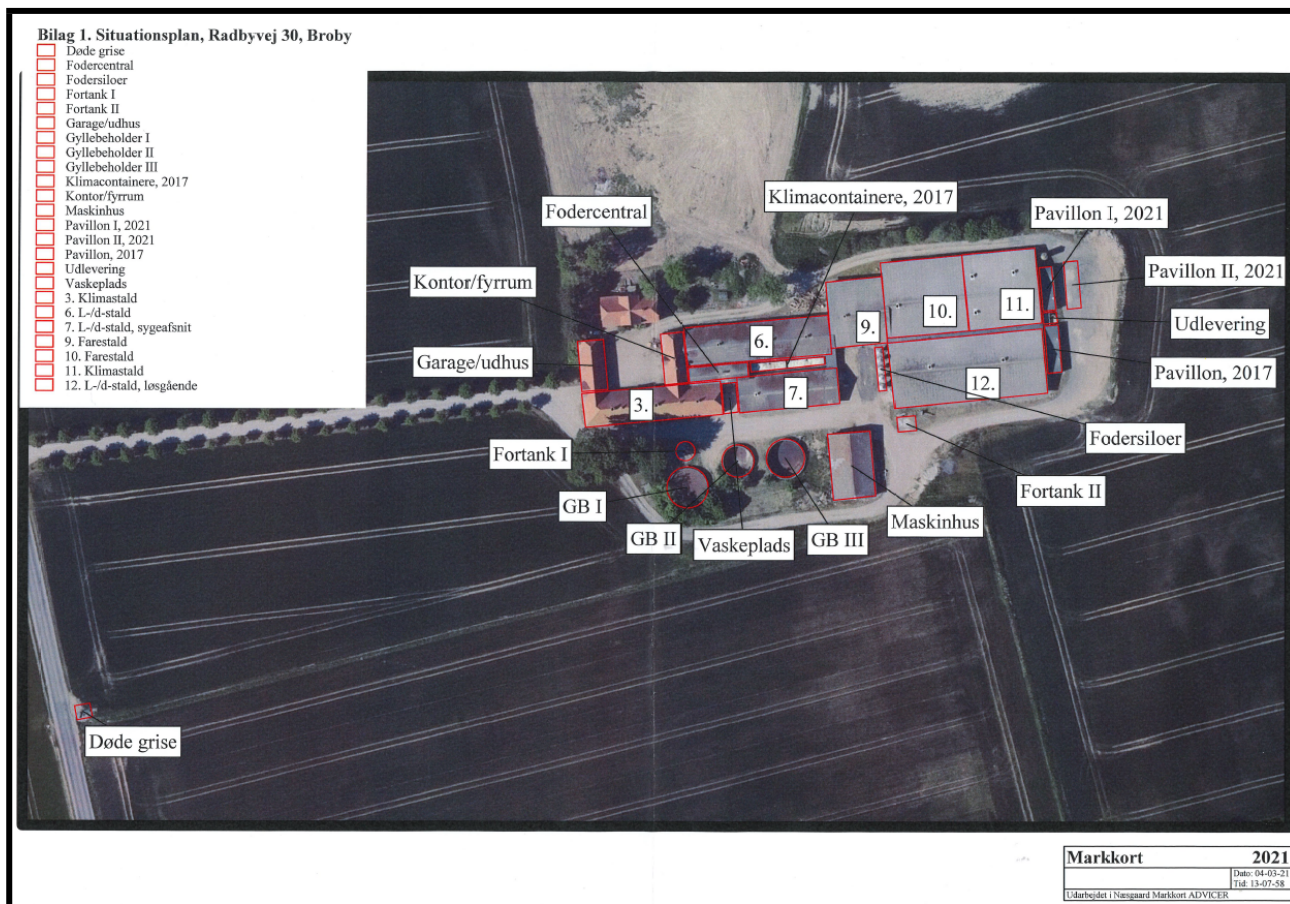 Bilag 1. Situationsplan, Radbyvej 30, Broby
Døde grise
Fodercentral
Fodersiloer
Fortank I
Fortank II
Garage/udhus
Gyllebeholder I
Gyllebeholder II
Gyllebeholder III
Klimacontainere, 2017
Kontor/fyrrum
Maskinhus
Pavillon I, 2021
Pavillon II, 2021
Pavillon, 2017
Udlevering
Vaskeplads
3. Klimastald
6. L-/d-stald
7. L-/d-stald, sygeafsnit
9. Farestald
10. Farestald
11. Klimastald
12. L-/d-stald, løsgående
Klimacontainere, 2017
Fodercentral
Pavillon I, 2021
Kontor/fyrrum
Pavillon II, 2021
11.
10.
9.
6.
Udlevering
Garage/udhus
Pavillon, 2017
12.
7.
3.
Fodersiloer
Fortank I
Fortank II
GB I
Maskinhus
GB II
Vaskeplads
GB III
Døde grise
Markkort 2021
Dato: 04-03-21
Tid: 13-07-58
Udarbejdet i Næsgaard Markkort ADVICER